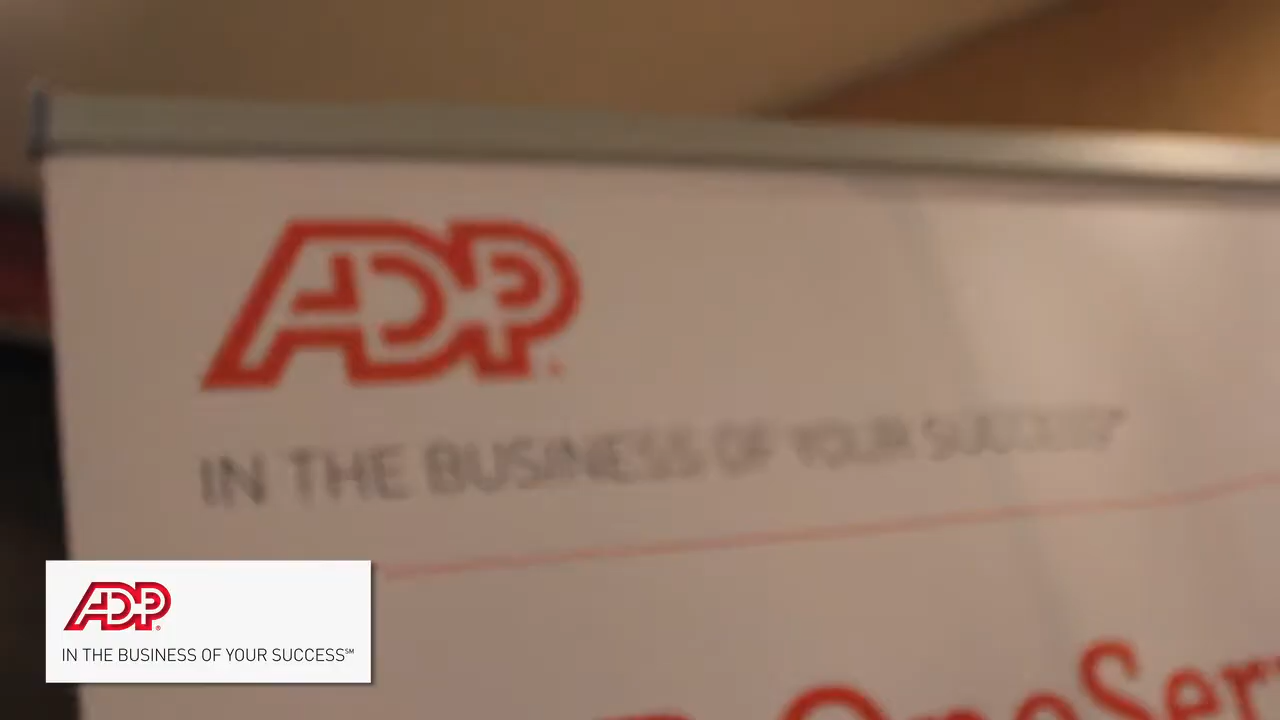 ADP
IN THE BUSINESS OF YOUR SUCCESS
ADP®
IN THE BUSINESS OF YOUR SUCCESS℠